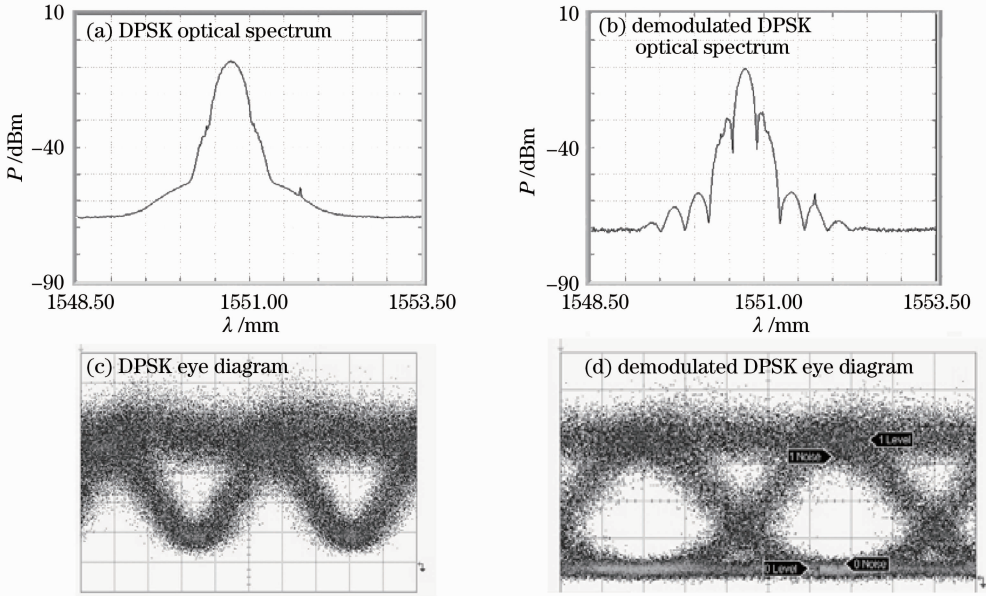 10
(a) DPSK optical spectrum
P/dBm
−40
−90
1548.50
1551.00
1553.50
λ/mm
10
(b) demodulated DPSK
optical spectrum
P/dBm
−40
−90
1548.50
1551.00
1553.50
λ/mm
(c) DPSK eye diagram
(d) demodulated DPSK eye diagram
1 Level
1 Noise
0 Level
0 Noise